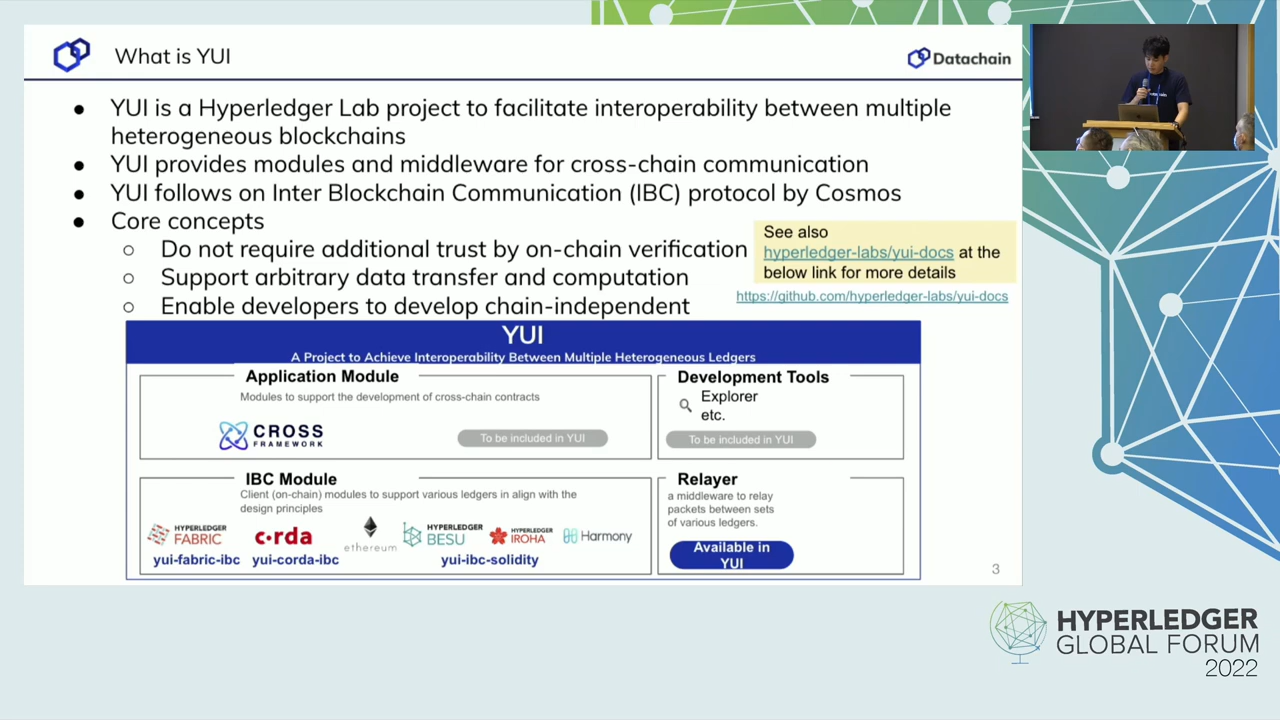 What is YUI
Datachain
● YUI is a Hyperledger Lab project to facilitate interoperability between multiple
heterogeneous blockchains
● YUI provides modules and middleware for cross-chain communication
● YUI follows on Inter Blockchain Communication (IBC) protocol by Cosmos
● Core concepts
○ Do not require additional trust by on-chain verification
○ Support arbitrary data transfer and computation
○ Enable developers to develop chain-independent
See also
hyperledger-labs/yui-docs at the
below link for more details
https://github.com/hyperledger-labs/yui-docs
YUI
A Project to Achieve Interoperability Between Multiple Heterogeneous Ledgers
Application Module
Modules to support the development of cross-chain contracts
CROSS
FRAMEWORK
To be included in YUI
Development Tools
Explorer
etc.
To be included in YUI
IBC Module
Client (on-chain) modules to support various ledgers in align with the
design principles
HYPERLEDGER
FABRIC
c·rda
ethereum
HYPERLEDGER
BESU
HYPERLEDGER
IROHA
Harmony
yui-fabric-ibc
yui-corda-ibc
yui-ibc-solidity
Relayer
a middleware to relay
packets between sets
of various ledgers.
Available in
YUI
3
HYPERLEDGER
GLOBAL FORUM
2022